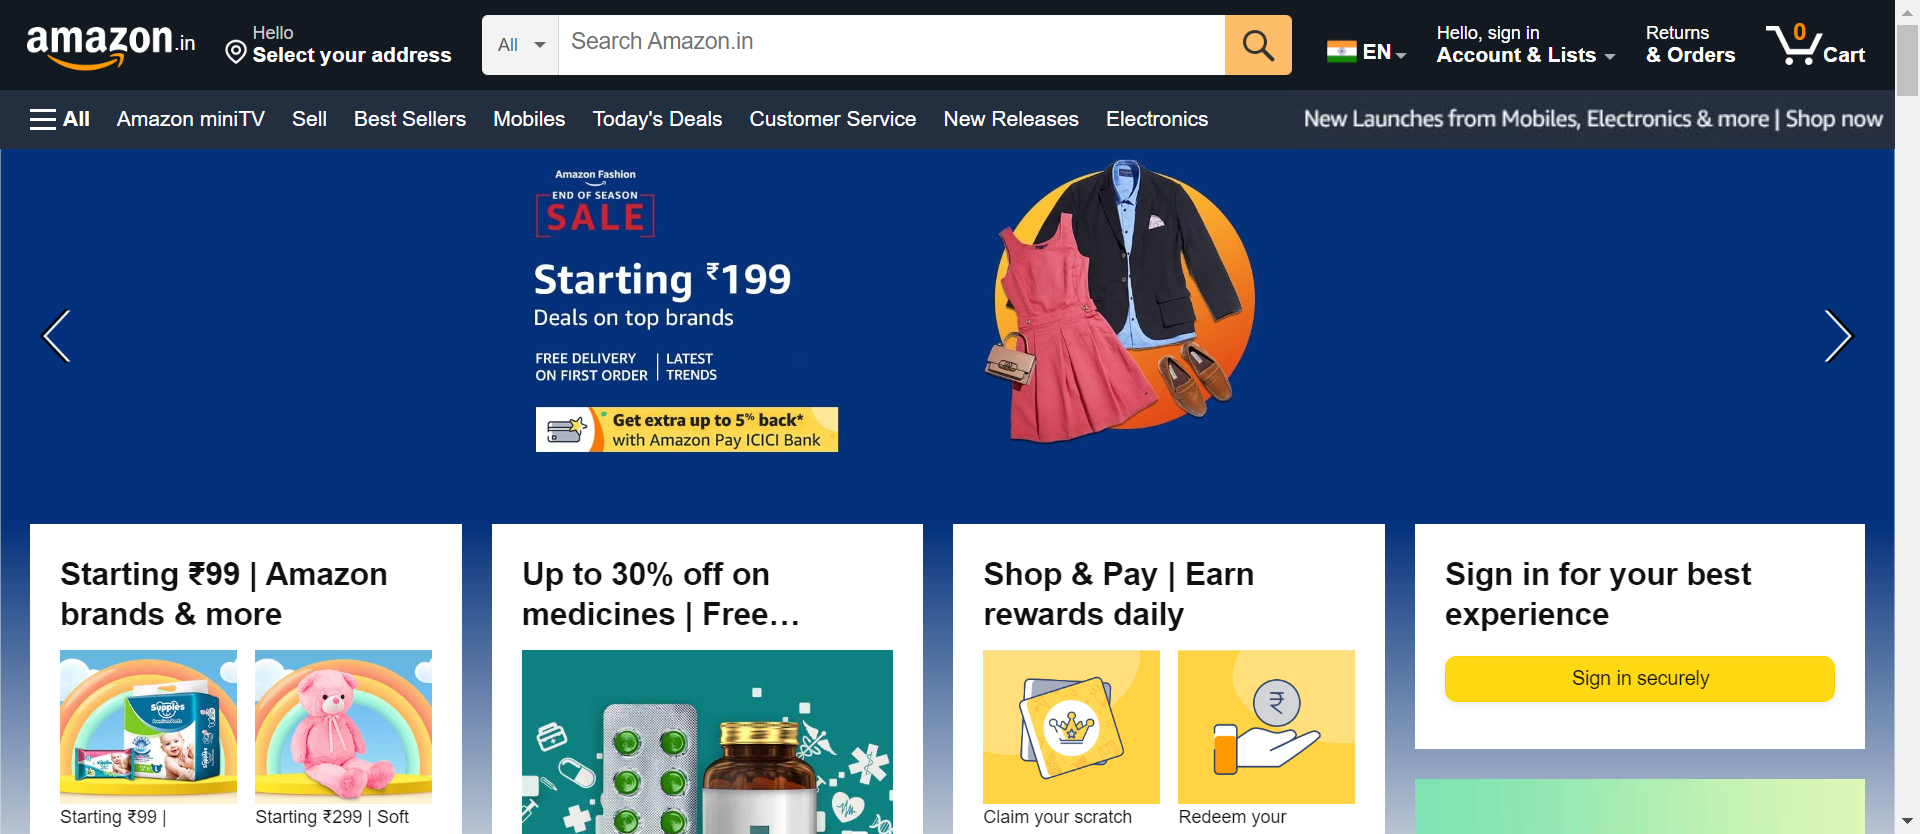 amazon.in
Hello
Select your address
All
Search Amazon.in
EN
Hello, sign in
Account & Lists
Returns
& Orders
0
Cart
All
Amazon miniTV
Sell
Best Sellers
Mobiles
Today's Deals
Customer Service
New Releases
Electronics
New Launches from Mobiles, Electronics & more | Shop now
Amazon Fashion
END OF SEASON
SALE
Starting ₹199
Deals on top brands
FREE DELIVERY
ON FIRST ORDER
LATEST
TRENDS
Get extra up to 5% back*
with Amazon Pay ICICI Bank
Starting ₹99 | Amazon
brands & more
Supples
Starting ₹99 |
Starting ₹299 | Soft
Up to 30% off on
medicines | Free…
Shop & Pay | Earn
rewards daily
₹
Claim your scratch
Redeem your
Sign in for your best
experience
Sign in securely